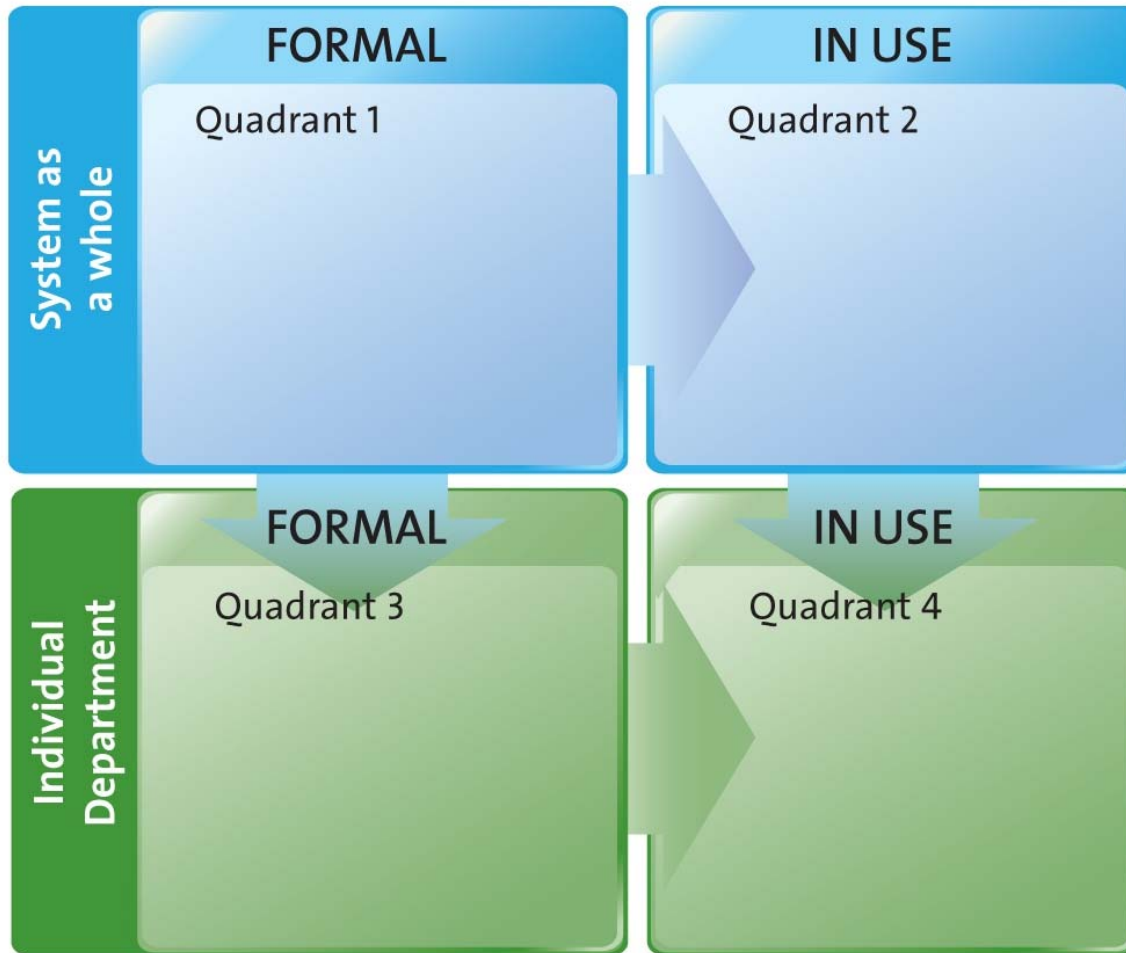 System as
a whole
FORMAL
Quadrant 1
IN USE
Quadrant 2
Individual
Department
FORMAL
Quadrant 3
IN USE
Quadrant 4